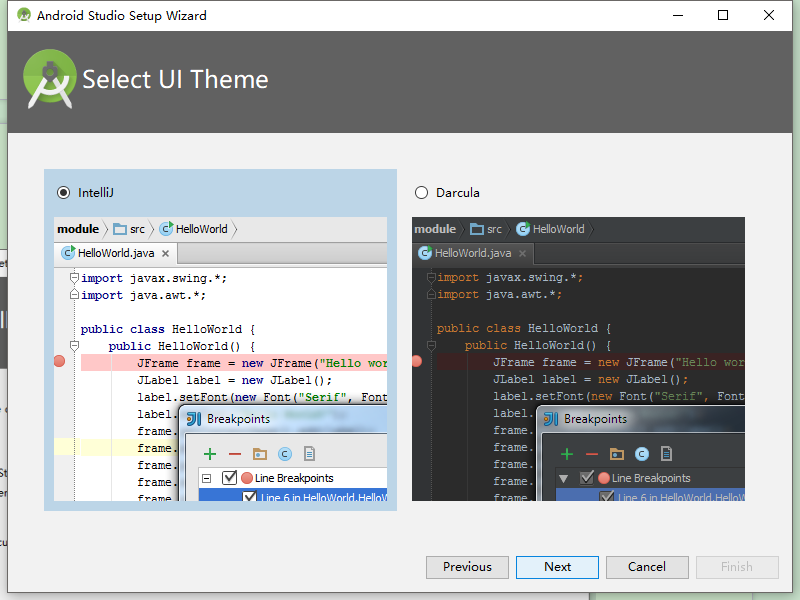 Android Studio Setup Wizard
Select UI Theme
IntelliJ
module src HelloWorld
HelloWorld.java
import javax.swing.*;
import java.awt.*;
public class HelloWorld {
public HelloWorld() {
JFrame frame = new JFrame("Hello wor
JLabel label = new JLabel();
label.setFont(new Font("Serif", Font
label.
frame.
frame.
frame.
frame.
frame.
Breakpoints
Line Breakpoints
Line 6 in HelloWorld.HelloW
Darcula
module src HelloWorld
HelloWorld.java
import javax.swing.*;
import java.awt.*;
public class HelloWorld {
public HelloWorld() {
JFrame frame = new JFrame("Hello wor
JLabel label = new JLabel();
label.setFont(new Font("Serif", Font
label.
frame.
frame.
frame.
frame.
frame.
Breakpoints
Line Breakpoints
Line 6 in HelloWorld.HelloW
Previous Next Cancel Finish